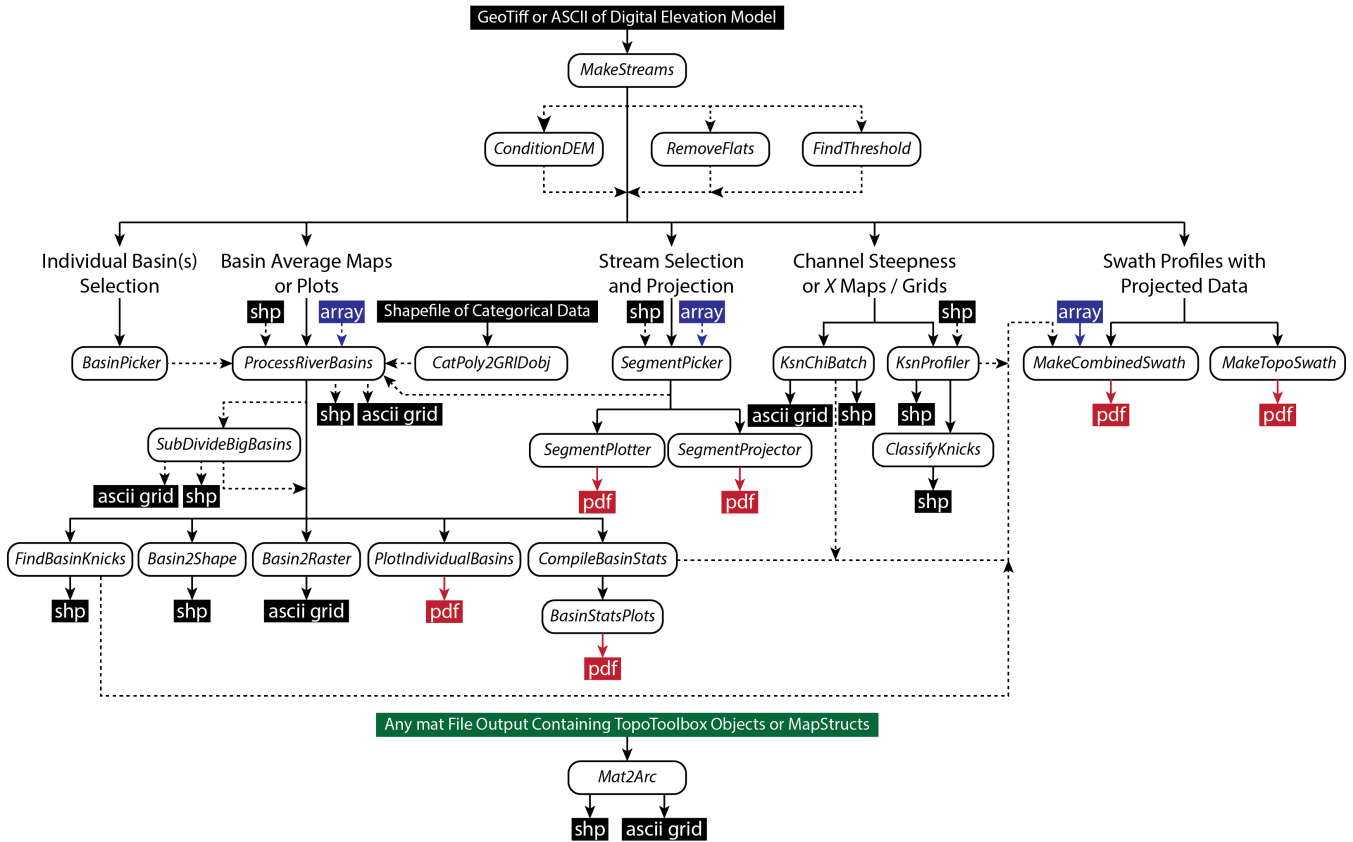 GeoTiff or ASCII of Digital Elevation Model
MakeStreams
ConditionDEM
RemoveFlats
FindThreshold
Individual Basin(s)
Selection
Basin Average Maps
or Plots
Stream Selection
and Projection
Channel Steepness
or X Maps / Grids
Swath Profiles with
Projected Data
shp
array
Shapefile of Categorical Data
shp
array
shp
array
BasinPicker
ProcessRiverBasins
CatPoly2GRIDobj
SegmentPicker
KsnChiBatch
KsnProfiler
MakeCombinedSwath
MakeTopoSwath
shp
ascii grid
ascii grid
shp
shp
pdf
pdf
SubDivideBigBasins
SegmentPlotter
SegmentProjector
ClassifyKnicks
ascii grid
shp
pdf
pdf
shp
FindBasinKnicks
Basin2Shape
Basin2Raster
PlotIndividualBasins
CompileBasinStats
shp
shp
ascii grid
pdf
BasinStatsPlots
pdf
Any mat File Output Containing TopoToolbox Objects or MapStructs
Mat2Arc
shp
ascii grid